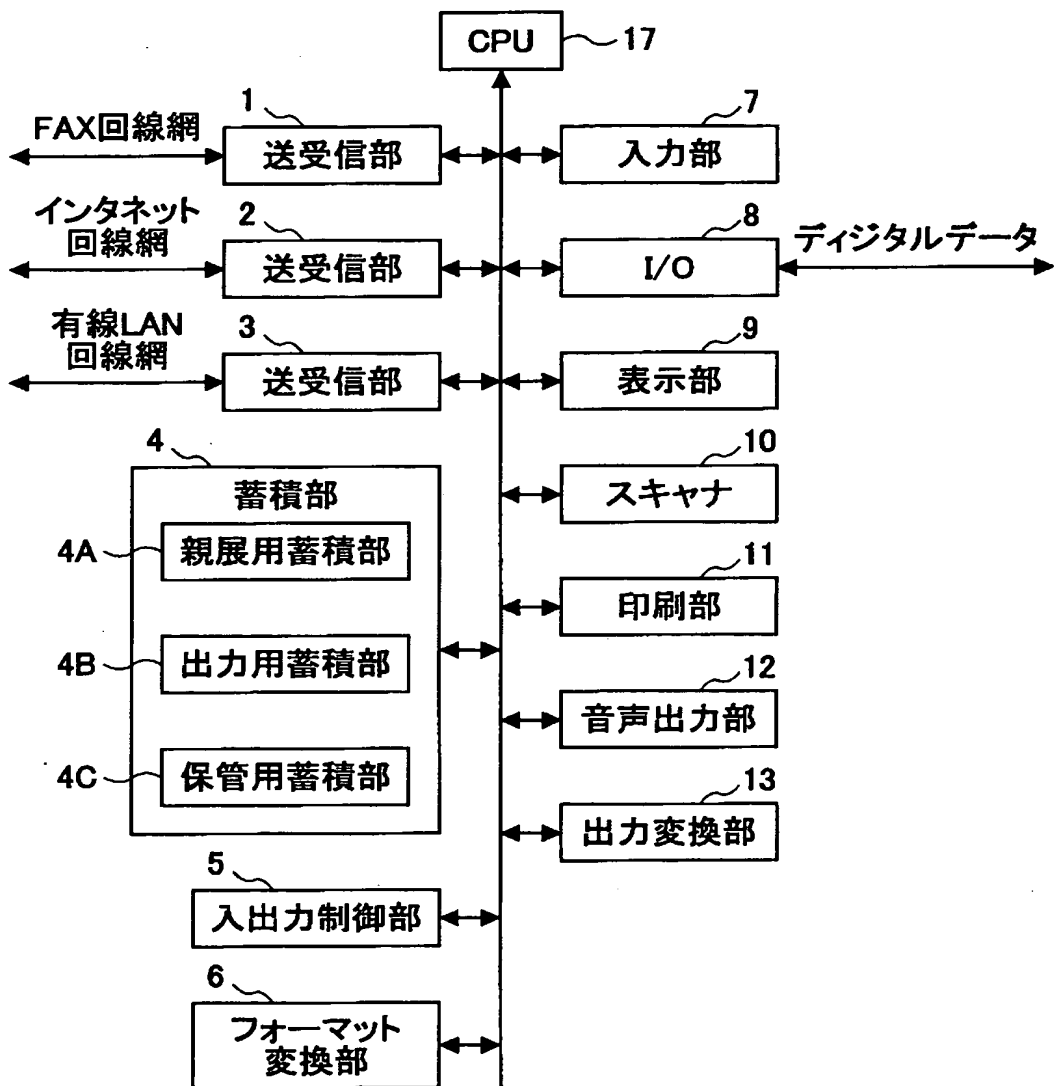 CPU
17
1
FAX回線網
送受信部
7
入力部
インタネット
回線網
2
送受信部
8
I/O
ディジタルデータ
有線LAN
回線網
3
送受信部
9
表示部
4
蓄積部
4A
親展用蓄積部
4B
出力用蓄積部
4C
保管用蓄積部
10
スキャナ
11
印刷部
12
音声出力部
13
出力変換部
5
入出力制御部
6
フォーマット
変換部